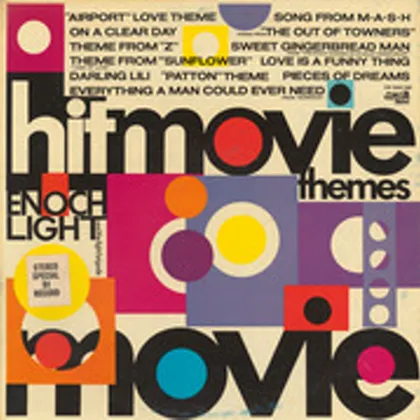 "AIRPORT" LOVE THEME SONG FROM M-A-S-H
ON A CLEAR DAY "THE OUT OF TOWNERS"
THEME FROM "Z" SWEET GINGERBREAD MAN
THEME FROM "SUNFLOWER" LOVE IS A FUNNY THING
DARLING LILI "PATTON" THEME PIECES OF DREAMS
EVERYTHING A MAN COULD EVER NEED
hit movie
themes
ENOCH
LIGHT
STEREO
SPECIAL
movie